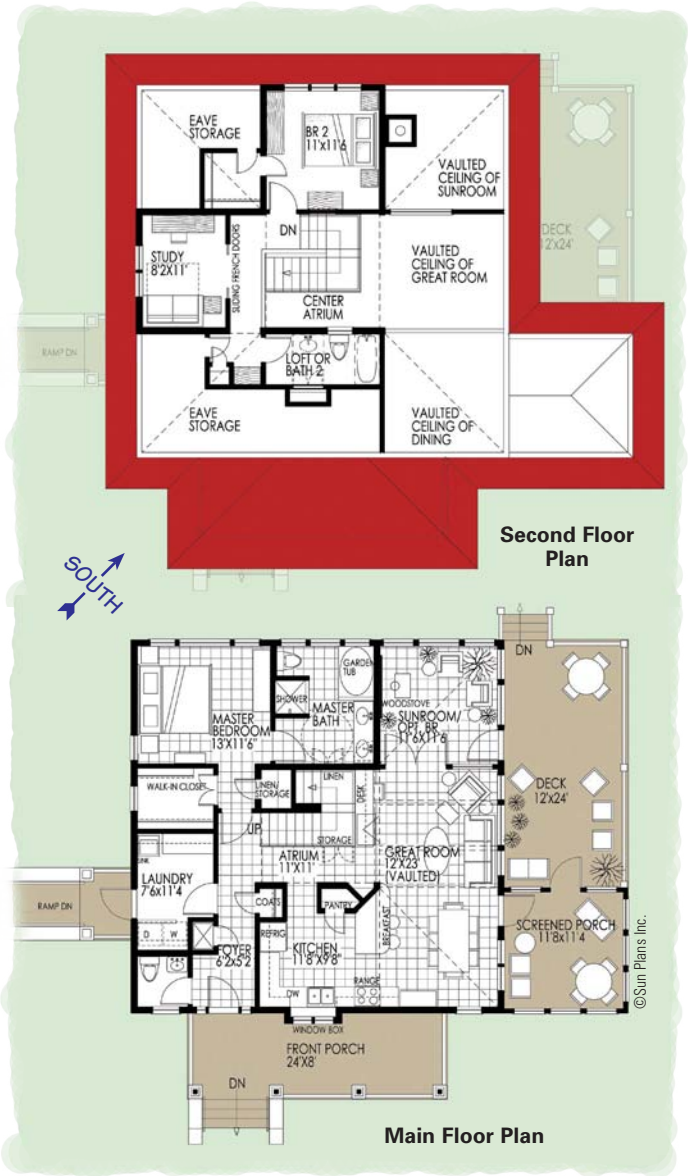 EAVE
STORAGE
BR 2
11'x11'6
VAULTED
CEILING OF
SUNROOM
DECK
12'x24'
STUDY
8'2X11'
SLIDING FRENCH DOORS
DN
CENTER
ATRIUM
VAULTED
CEILING OF
GREAT ROOM
RAMP DN
LOFT OR
BATH 2
EAVE
STORAGE
VAULTED
CEILING OF
DINING
Second Floor
Plan
SOUTH
DN
GARDEN
TUB
SHOWER
MASTER
BEDROOM
13'X11'6"
MASTER
BATH
WOODSTOVE
SUNROOM/
OPT. BR
11'6X11'6
WALK-IN CLOSET
LINEN/
STORAGE
LINEN
DESK
DECK
12'x24'
UP
STORAGE
ATRIUM
11'X11'
GREAT ROOM
12'X23'
(VAULTED)
SINK
LAUNDRY
7'6x11'4
RAMP DN
D W
COATS
PANTRY
BREAKFAST
REFRIG
FOYER
6'2x5'2
KITCHEN
11'8"X9'8"
RANGE
DW
SCREENED PORCH
11'8x11'4
©Sun Plans Inc.
WINDOW BOX
FRONT PORCH
24'X8'
DN
Main Floor Plan